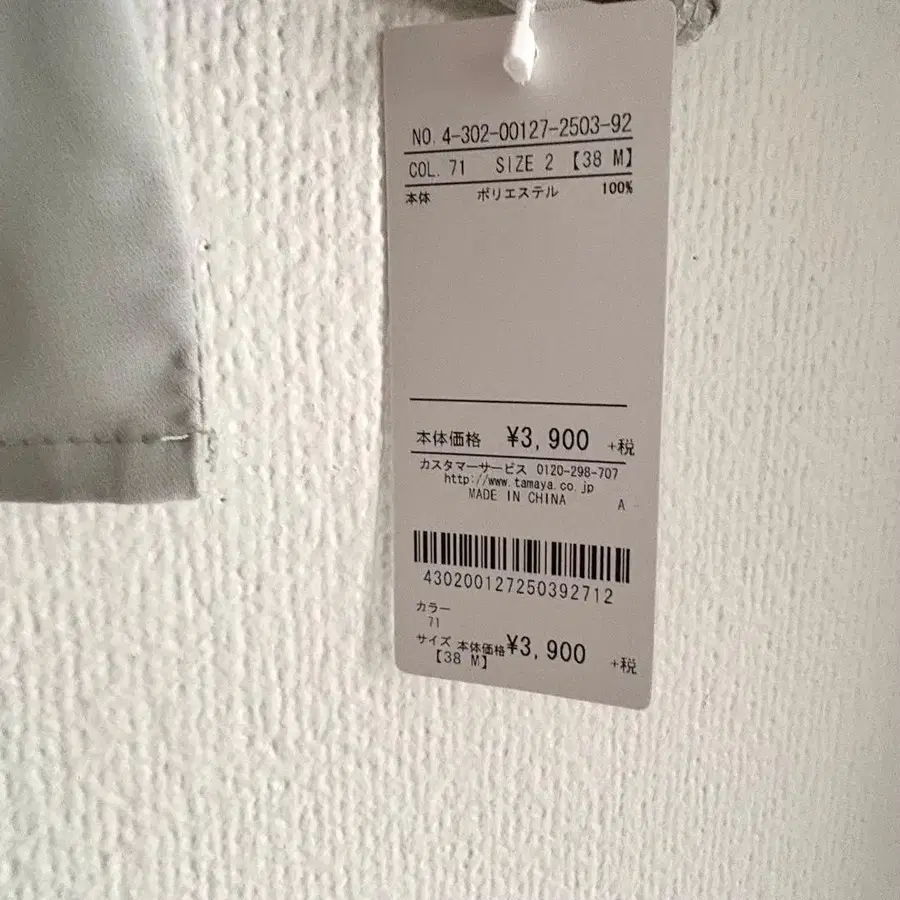 NO. 4-302-00127-2503-92
COL. 71 SIZE 2 【38 M】
本体 ポリエステル 100%
本体価格 ¥3,900 +税
カスタマーサービス 0120-298-707
http://www.tamaya.co.jp
MADE IN CHINA A
430200127250392712
カラー
71
サイズ 本体価格 ¥3,900 +税
【38 M】